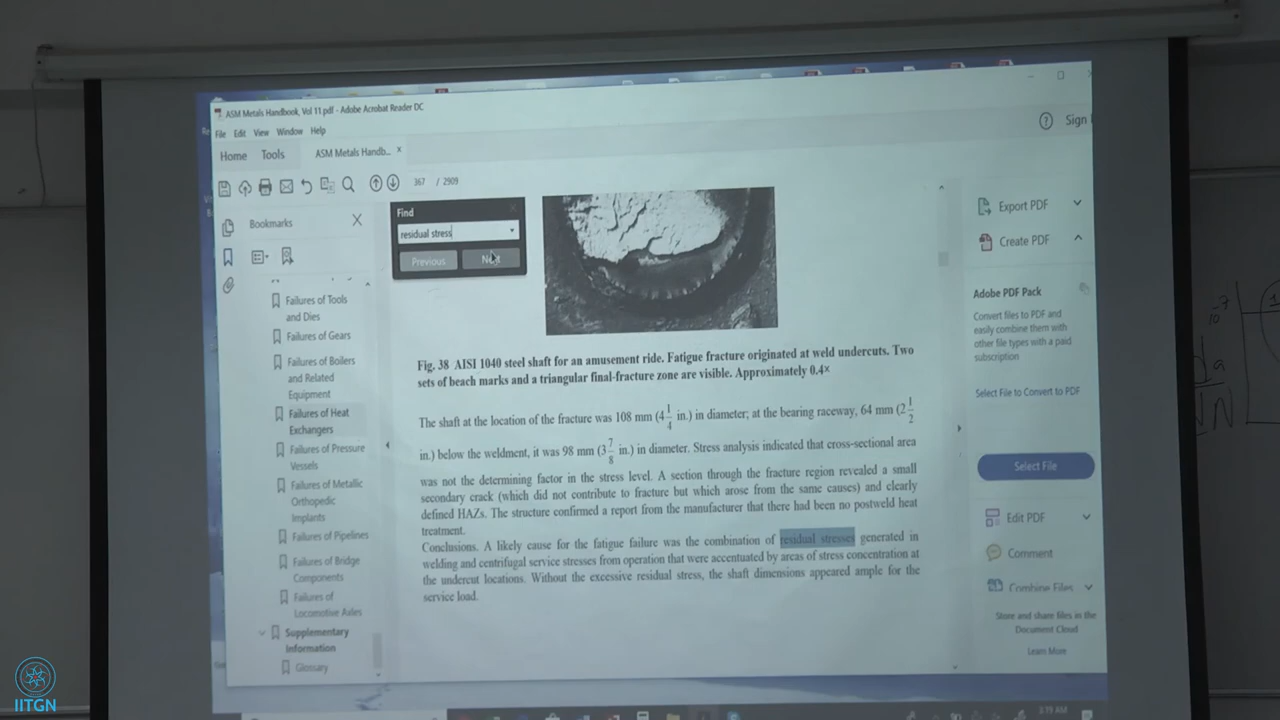 ASM Metals Handbook, Vol 11.pdf - Adobe Acrobat Reader DC
File Edit View Window Help
Home Tools ASM Metals Handb... ×
Sign
367 / 2909
Bookmarks
Failures of Tools
and Dies
Failures of Gears
Failures of Boilers
and Related
Equipment
Failures of Heat
Exchangers
Failures of Pressure
Vessels
Failures of Metallic
Orthopedic
Implants
Failures of Pipelines
Failures of Bridge
Components
Failures of
Locomotive Axles
Supplementary
Information
Glossary
Find
residual stress
Previous Next
Fig. 38 AISI 1040 steel shaft for an amusement ride. Fatigue fracture originated at weld undercuts. Two
sets of beach marks and a triangular final-fracture zone are visible. Approximately 0.4×
The shaft at the location of the fracture was 108 mm (4 1/4 in.) in diameter; at the bearing raceway, 64 mm (2 1/2
in.) below the weldment, it was 98 mm (3 7/8 in.) in diameter. Stress analysis indicated that cross-sectional area
was not the determining factor in the stress level. A section through the fracture region revealed a small
secondary crack (which did not contribute to fracture but which arose from the same causes) and clearly
defined HAZs. The structure confirmed a report from the manufacturer that there had been no postweld heat
treatment.
Conclusions. A likely cause for the fatigue failure was the combination of residual stresses generated in
welding and centrifugal service stresses from operation that were accentuated by areas of stress concentration at
the undercut locations. Without the excessive residual stress, the shaft dimensions appeared ample for the
service load.
Export PDF
Create PDF
Adobe PDF Pack
Convert files to PDF and
easily combine them with
other file types with a paid
subscription
Select File to Convert to PDF
Select File
Edit PDF
Comment
Combine Files
Store and share files in the
Document Cloud
Learn More
3:19 AM
IITGN